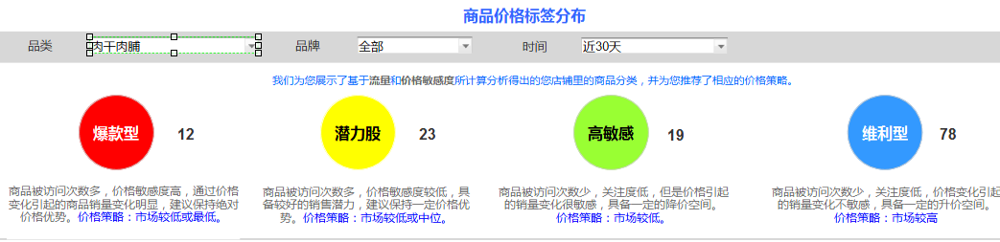 商品价格标签分布
品类 肉干肉脯 品牌 全部 时间 近30天
我们为您展示了基于流量和价格敏感度所计算分析得出的您店铺里的商品分类，并为您推荐了相应的价格策略。
爆款型 12 潜力股 23 高敏感 19 维利型 78
商品被访问次数多，价格敏感度高，通过价格
变化引起的商品销量变化明显，建议保持绝对
价格优势。价格策略：市场较低或最低。
商品被访问次数多，价格敏感度较低，具
备较好的销售潜力，建议保持一定价格优
势。价格策略：市场较低或中位。
商品被访问次数少，关注度低，但是价格引起
的销量变化很敏感，具备一定的降价空间。
价格策略：市场较低。
商品被访问次数少，关注度低，价格变化引起
的销量变化不敏感，具备一定的升价空间。
价格策略：市场较高